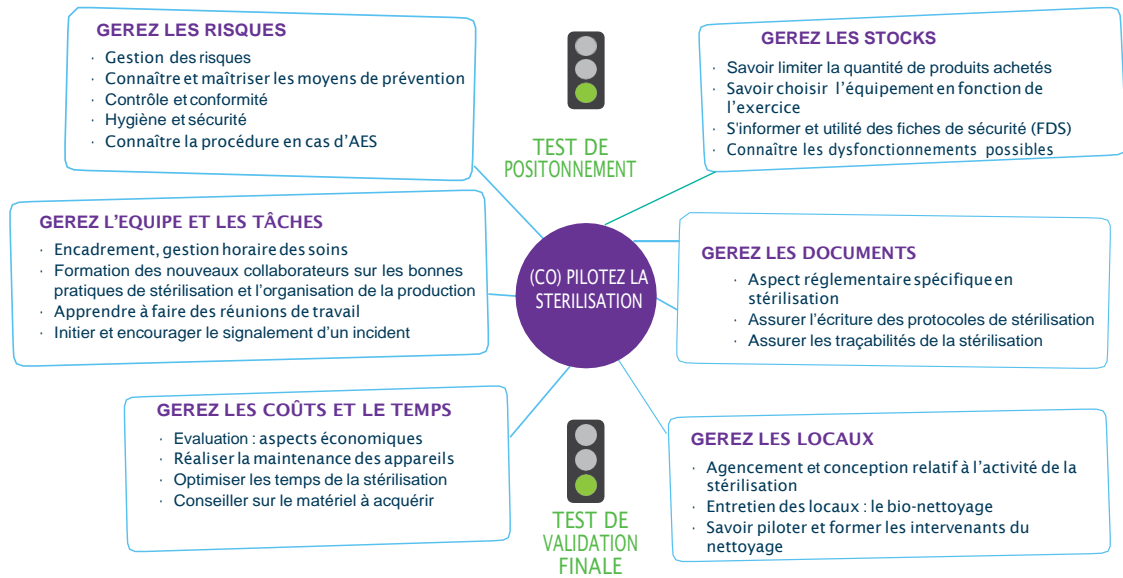 GEREZ LES RISQUES
· Gestion des risques
· Connaître et maîtriser les moyens de prévention
· Contrôle et conformité
· Hygiène et sécurité
· Connaître la procédure en cas d’AES
TEST DE
POSITONNEMENT
GEREZ LES STOCKS
· Savoir limiter la quantité de produits achetés
· Savoir choisir l’équipement en fonction de
l’exercice
· S'informer et utilité des fiches de sécurité (FDS)
· Connaître les dysfonctionnements possibles
GEREZ L’EQUIPE ET LES TÂCHES
· Encadrement, gestion horaire des soins
· Formation des nouveaux collaborateurs sur les bonnes
pratiques de stérilisation et l’organisation de la production
· Apprendre à faire des réunions de travail
· Initier et encourager le signalement d’un incident
(CO) PILOTEZ LA
STERILISATION
GEREZ LES DOCUMENTS
· Aspect réglementaire spécifique en
stérilisation
· Assurer l’écriture des protocoles de stérilisation
· Assurer les traçabilités de la stérilisation
GEREZ LES COÛTS ET LE TEMPS
· Evaluation : aspects économiques
· Réaliser la maintenance des appareils
· Optimiser les temps de la stérilisation
· Conseiller sur le matériel à acquérir
TEST DE
VALIDATION
FINALE
GEREZ LES LOCAUX
· Agencement et conception relatif à l’activité de la
stérilisation
· Entretien des locaux : le bio-nettoyage
· Savoir piloter et former les intervenants du
nettoyage